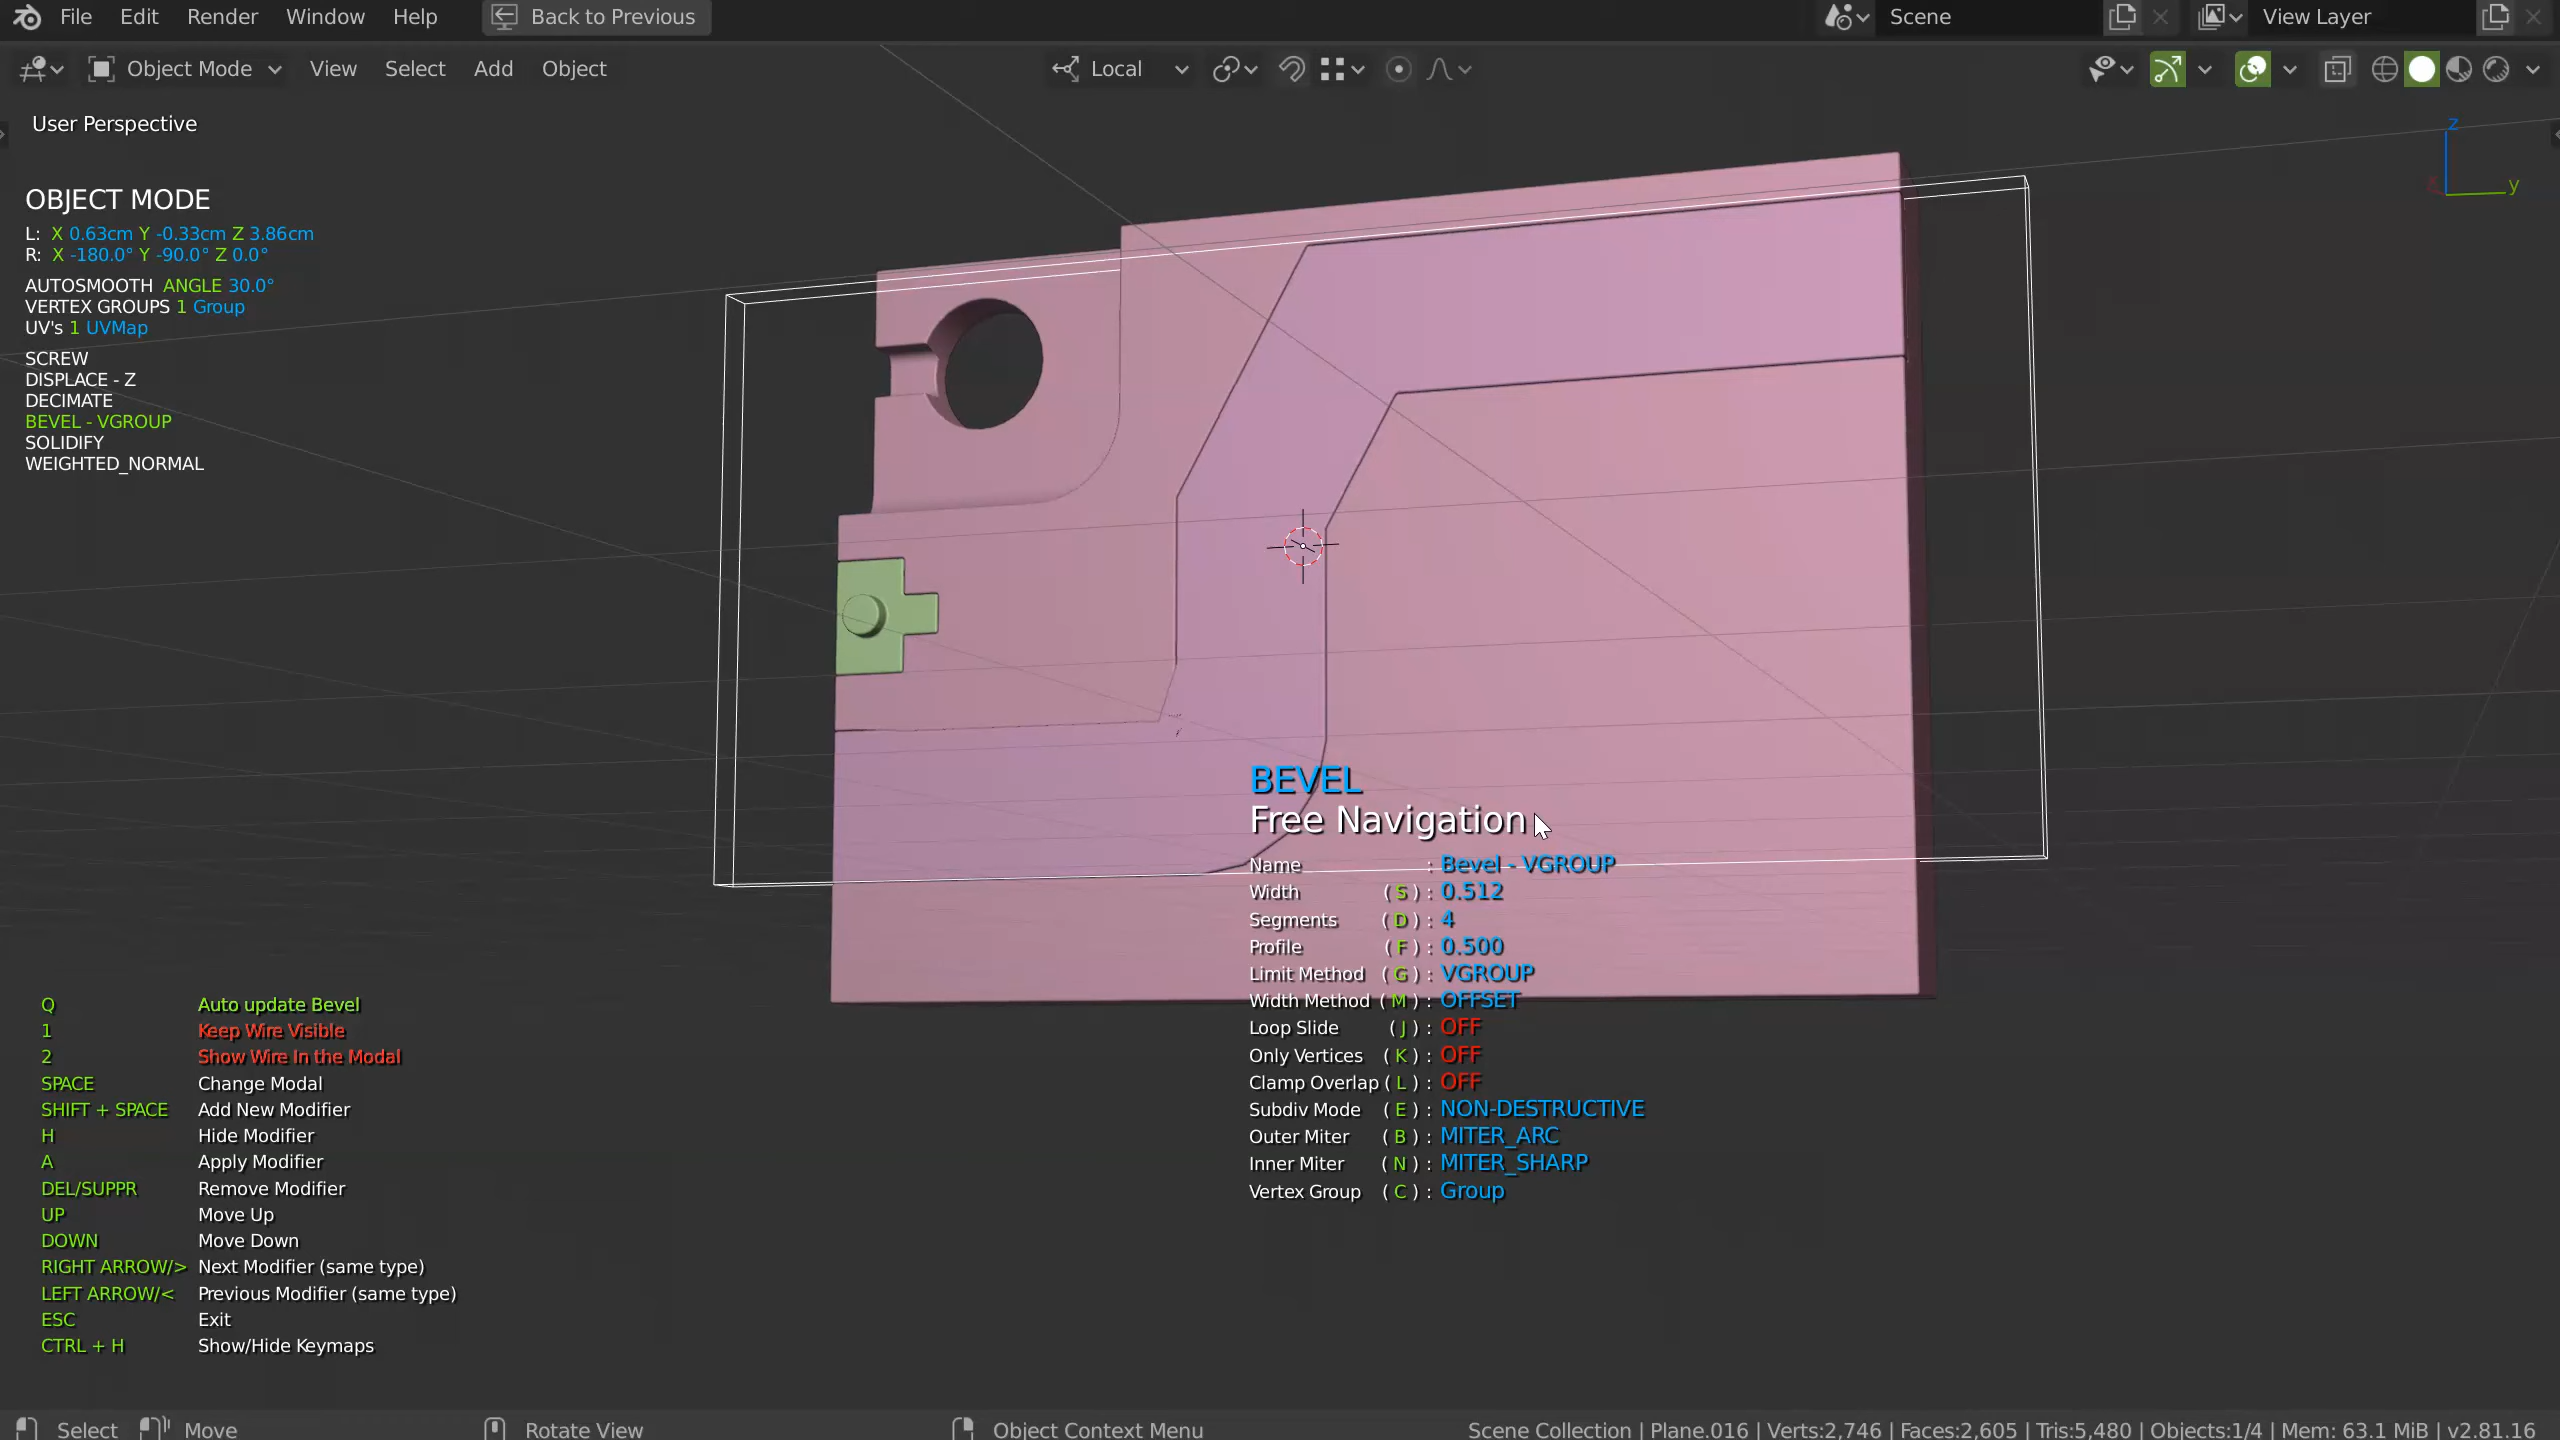 File Edit Render Window Help Back to Previous Scene View Layer
Object Mode View Select Add Object Local
User Perspective
z
x y
OBJECT MODE
L: X 0.63cm Y -0.33cm Z 3.86cm
R: X -180.0° Y -90.0° Z 0.0°
AUTOSMOOTH ANGLE 30.0°
VERTEX GROUPS 1 Group
UV's 1 UVMap
SCREW
DISPLACE - Z
DECIMATE
BEVEL - VGROUP
SOLIDIFY
WEIGHTED_NORMAL
BEVEL
Free Navigation
Name : Bevel - VGROUP
Width ( S ) : 0.512
Segments ( D ) : 4
Profile ( F ) : 0.500
Limit Method ( G ) : VGROUP
Width Method ( M ) : OFFSET
Loop Slide ( J ) : OFF
Only Vertices ( K ) : OFF
Clamp Overlap ( L ) : OFF
Subdiv Mode ( E ) : NON-DESTRUCTIVE
Outer Miter ( B ) : MITER_ARC
Inner Miter ( N ) : MITER_SHARP
Vertex Group ( C ) : Group
Q Auto update Bevel
1 Keep Wire Visible
2 Show Wire In the Modal
SPACE Change Modal
SHIFT + SPACE Add New Modifier
H Hide Modifier
A Apply Modifier
DEL/SUPPR Remove Modifier
UP Move Up
DOWN Move Down
RIGHT ARROW/> Next Modifier (same type)
LEFT ARROW/< Previous Modifier (same type)
ESC Exit
CTRL + H Show/Hide Keymaps
Select Move Rotate View Object Context Menu Scene Collection | Plane.016 | Verts:2,746 | Faces:2,605 | Tris:5,480 | Objects:1/4 | Mem: 63.1 MiB | v2.81.16